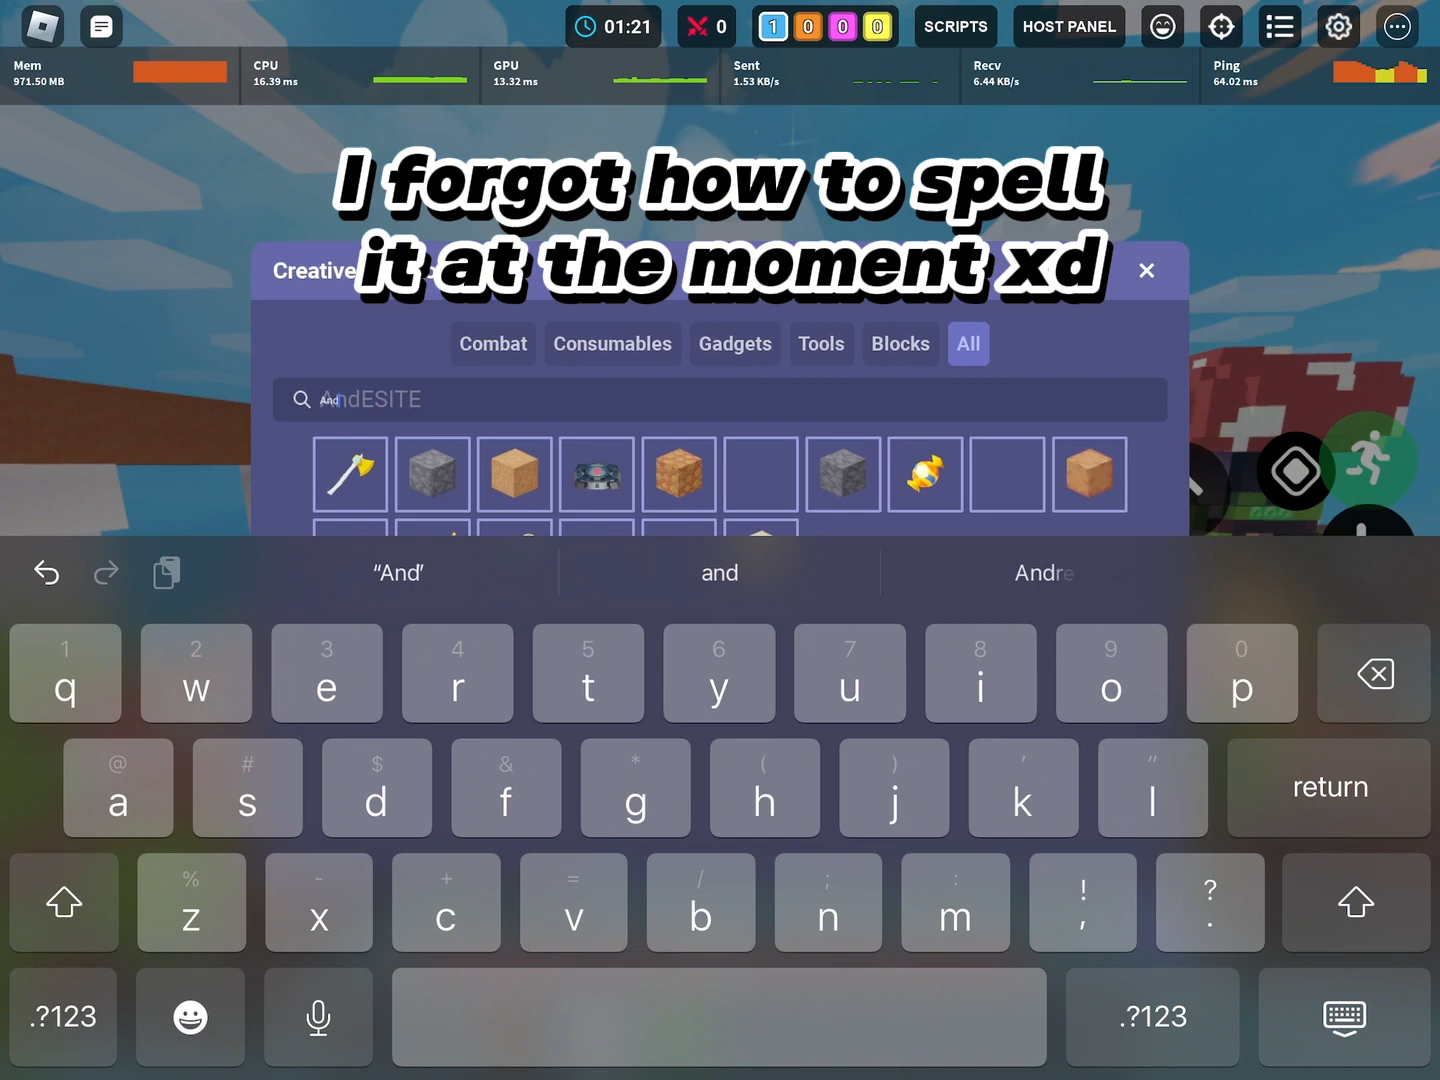 01:21
0
1
0
0
0
SCRIPTS
HOST PANEL
Mem
971.50 MB
CPU
16.39 ms
GPU
13.32 ms
Sent
1.53 KB/s
Recv
6.44 KB/s
Ping
64.02 ms
I forgot how to spell
it at the moment xd
Creative
Combat
Consumables
Gadgets
Tools
Blocks
All
And
AndESITE
"And"
and
Andre
1 2 3 4 5 6 7 8 9 0
q w e r t y u i o p
@ # $ & * ( ) ' "
a s d f g h j k l return
% - + = / ; : ! ?
z x c v b n m , .
.?123 .?123